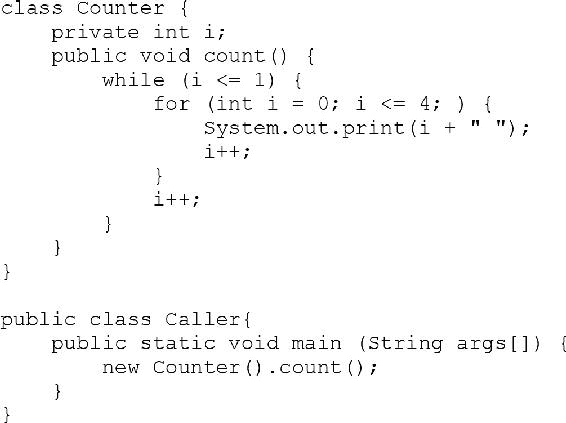 class Counter {
    private int i;
    public void count() {
        while (i <= 1) {
            for (int i = 0; i <= 4; ) {
                System.out.print(i + " ");
                i++;
            }
            i++;
        }
    }
}

public class Caller{
    public static void main (String args[]) {
        new Counter().count();
    }
}